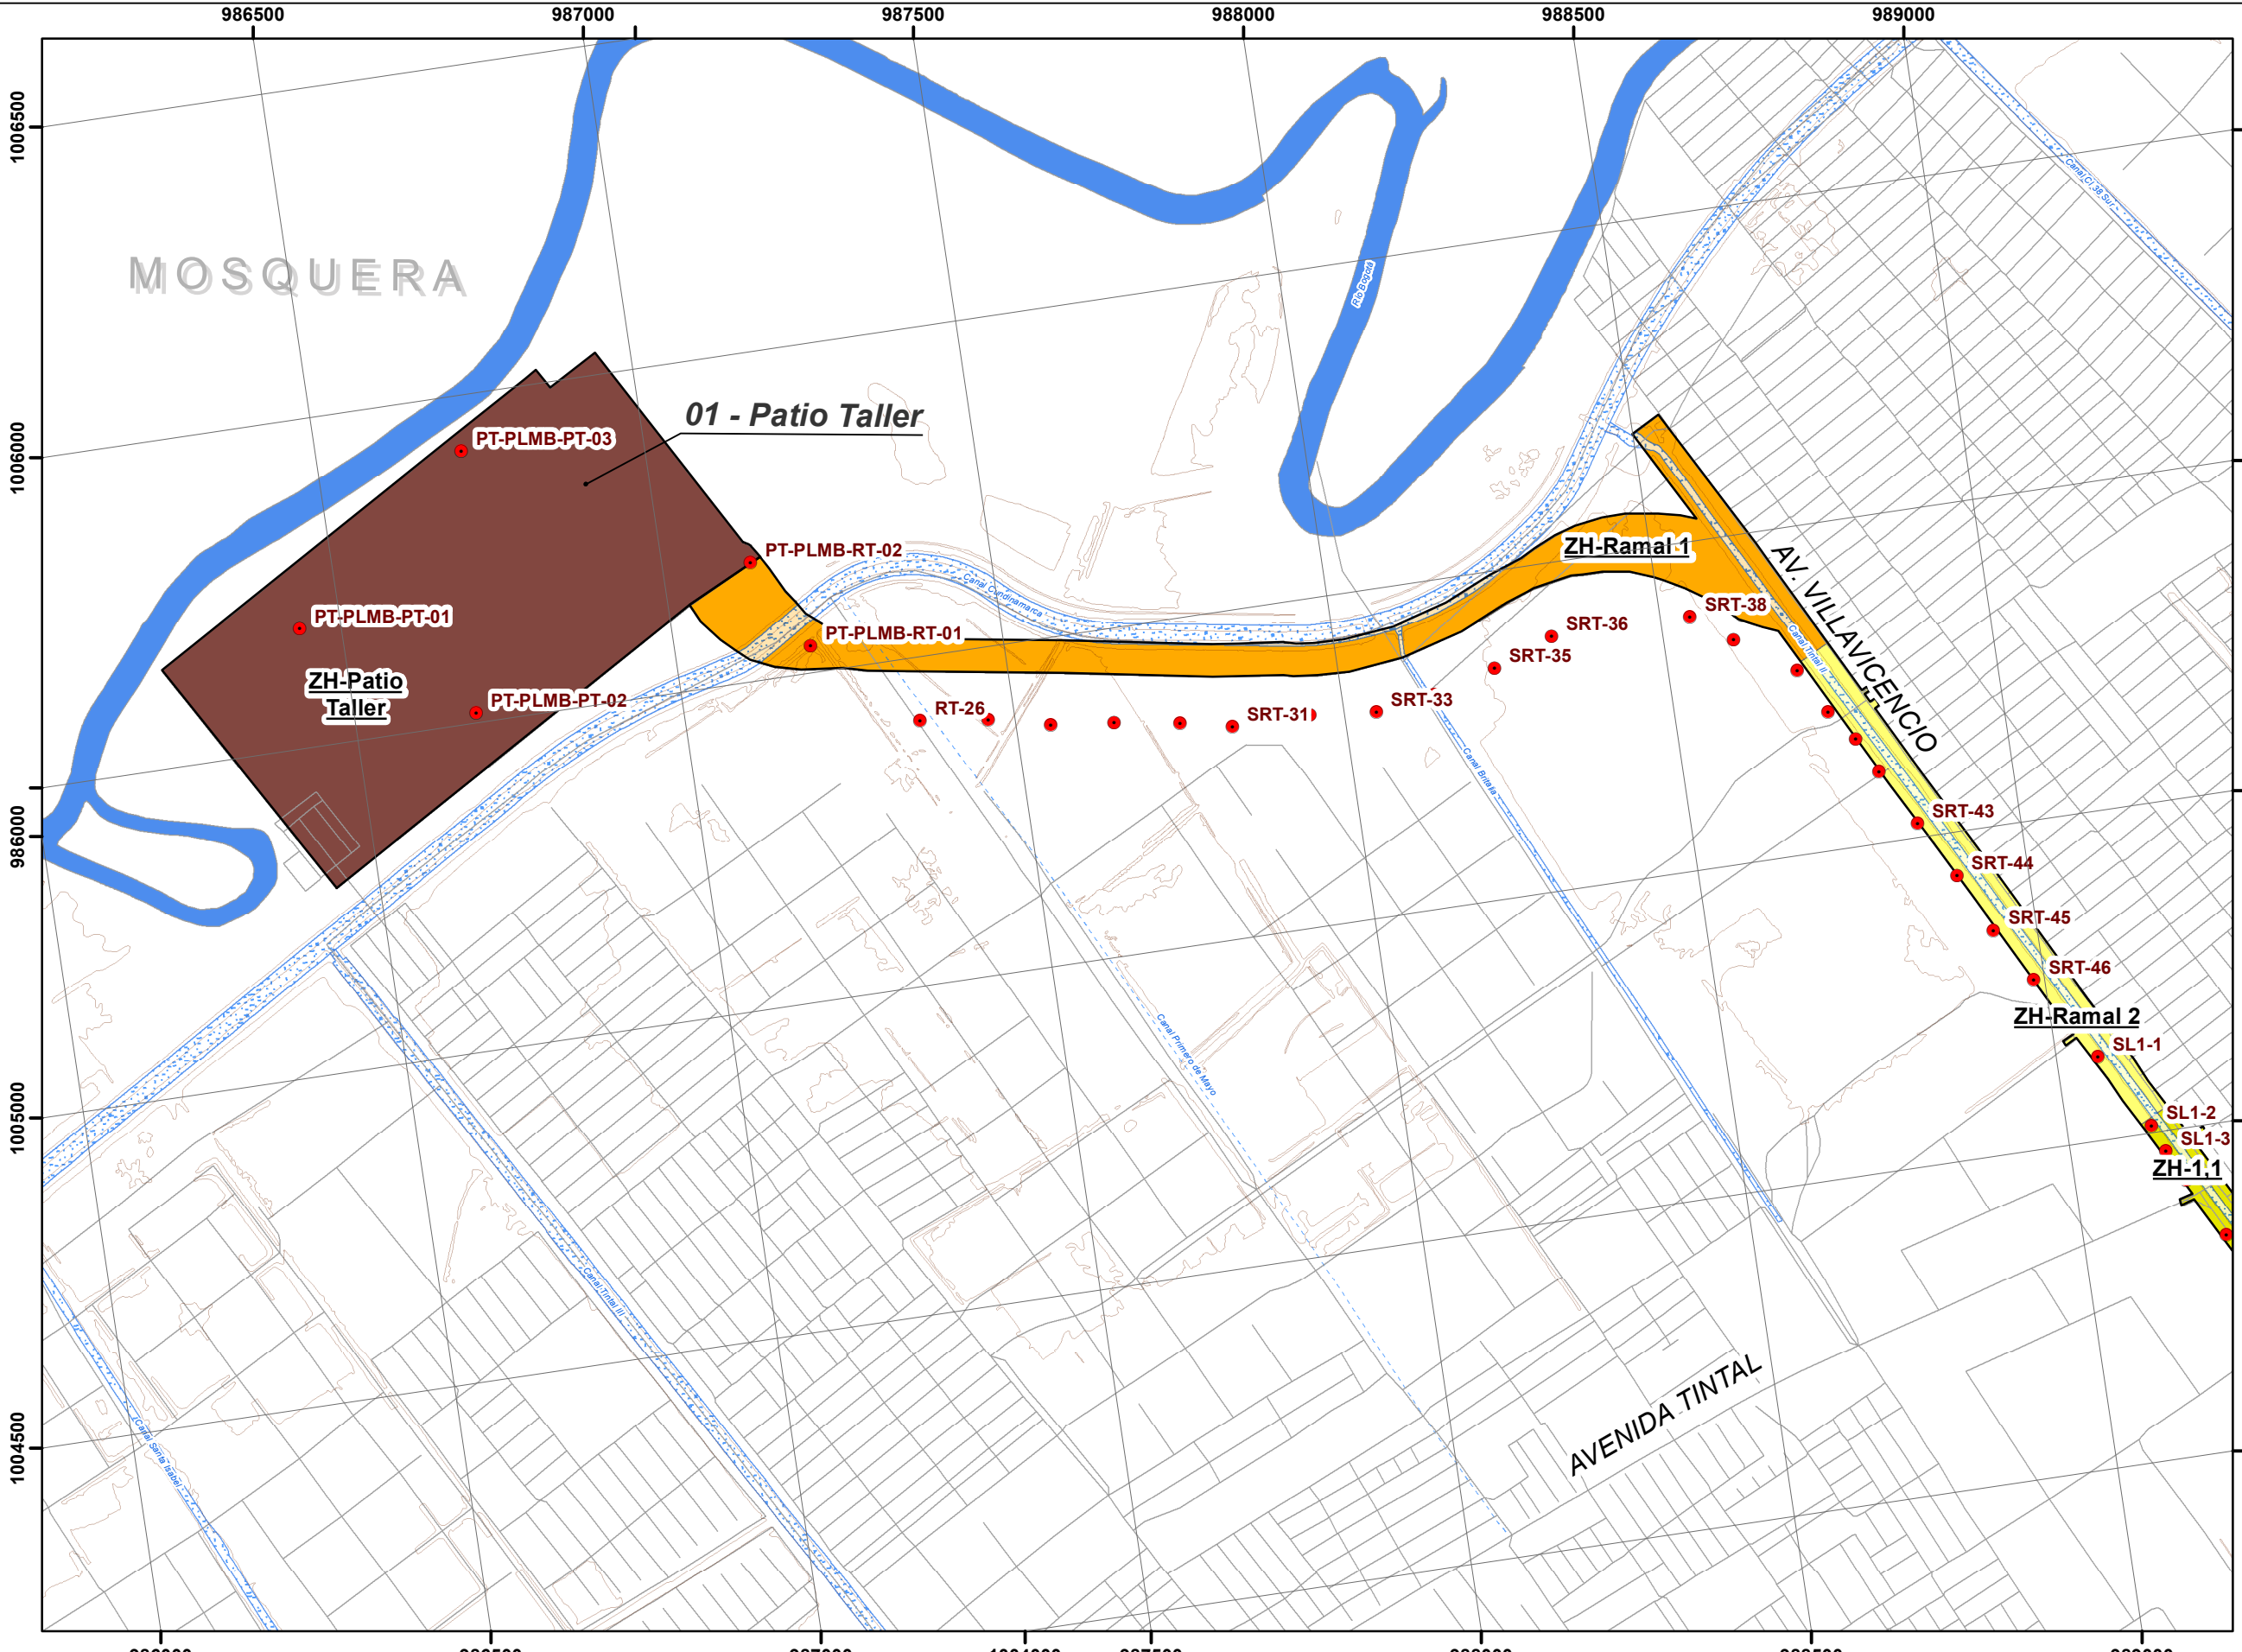 986500
987000
987500
988000
988500
989000
1006500
Canal Cl 38 Sur
MOSQUERA
Río Bogotá
01 - Patio Taller
PT-PLMB-PT-03
1006000
PT-PLMB-RT-02
ZH-Ramal 1
AV. VILLAVICENCIO
Canal Cundinamarca
PT-PLMB-PT-01
SRT-38
SRT-36
PT-PLMB-RT-01
Canal Tintal II
SRT-35
ZH-Patio
Taller
PT-PLMB-PT-02
RT-26
SRT-31
SRT-33
Canal Britalia
986000
SRT-43
SRT-44
SRT-45
SRT-46
ZH-Ramal 2
SL1-1
Canal Primero de Mayo
1005000
SL1-2
SL1-3
ZH-1,1
Canal Tintal III
AVENIDA TINTAL
Canal Santa Isabel
1004500